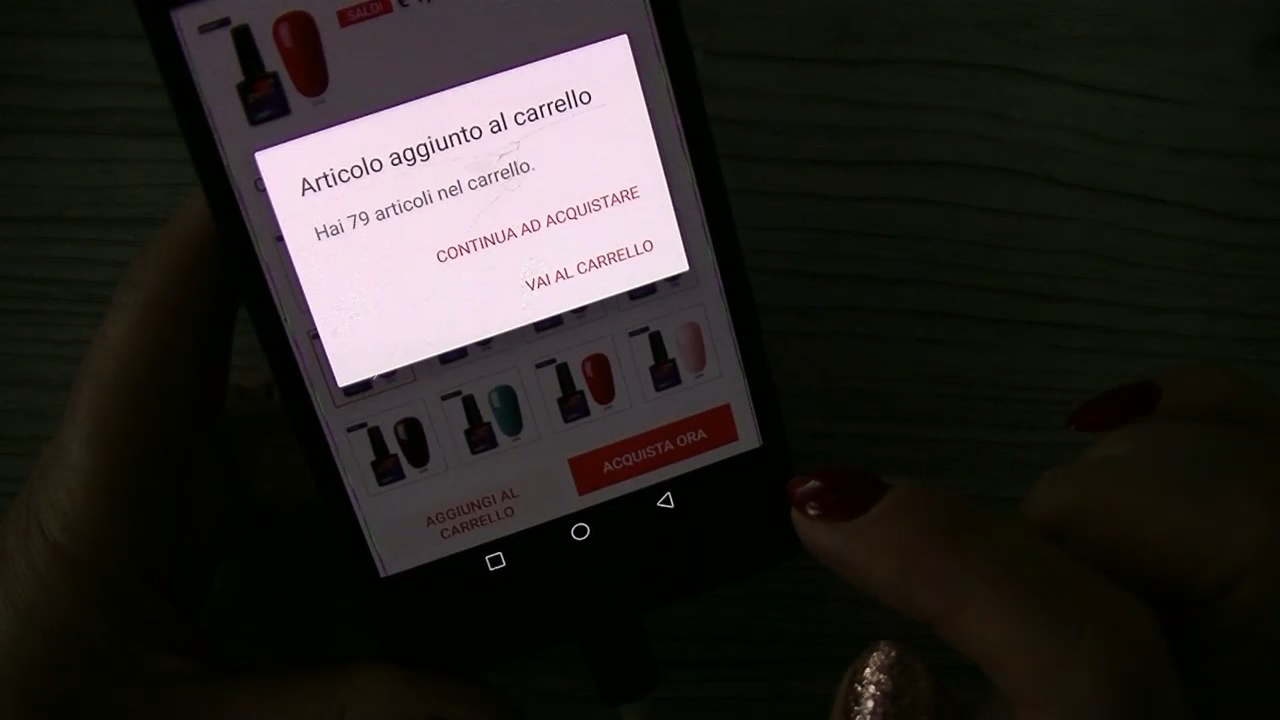 SALDI
Articolo aggiunto al carrello
Hai 79 articoli nel carrello.
CONTINUA AD ACQUISTARE
VAI AL CARRELLO
ACQUISTA ORA
AGGIUNGI AL
CARRELLO